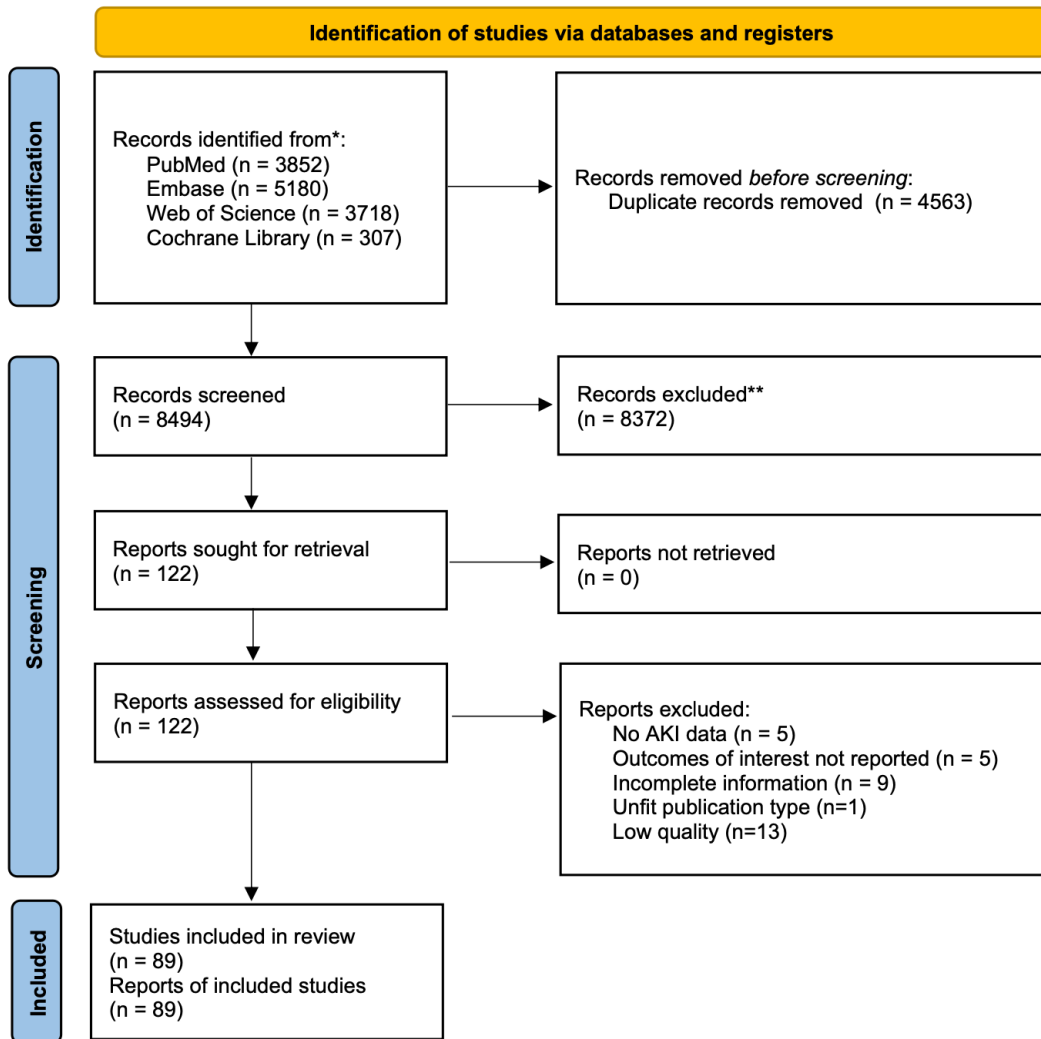 Identification of studies via databases and registers
Identification
Records identified from*:
PubMed (n = 3852)
Embase (n = 5180)
Web of Science (n = 3718)
Cochrane Library (n = 307)
Records removed before screening:
Duplicate records removed  (n = 4563)
Screening
Records screened
(n = 8494)
Records excluded**
(n = 8372)
Reports sought for retrieval
(n = 122)
Reports not retrieved
(n = 0)
Reports assessed for eligibility
(n = 122)
Reports excluded:
No AKI data (n = 5)
Outcomes of interest not reported (n = 5)
Incomplete information (n = 9)
Unfit publication type (n=1)
Low quality (n=13)
Included
Studies included in review
(n = 89)
Reports of included studies
(n = 89)